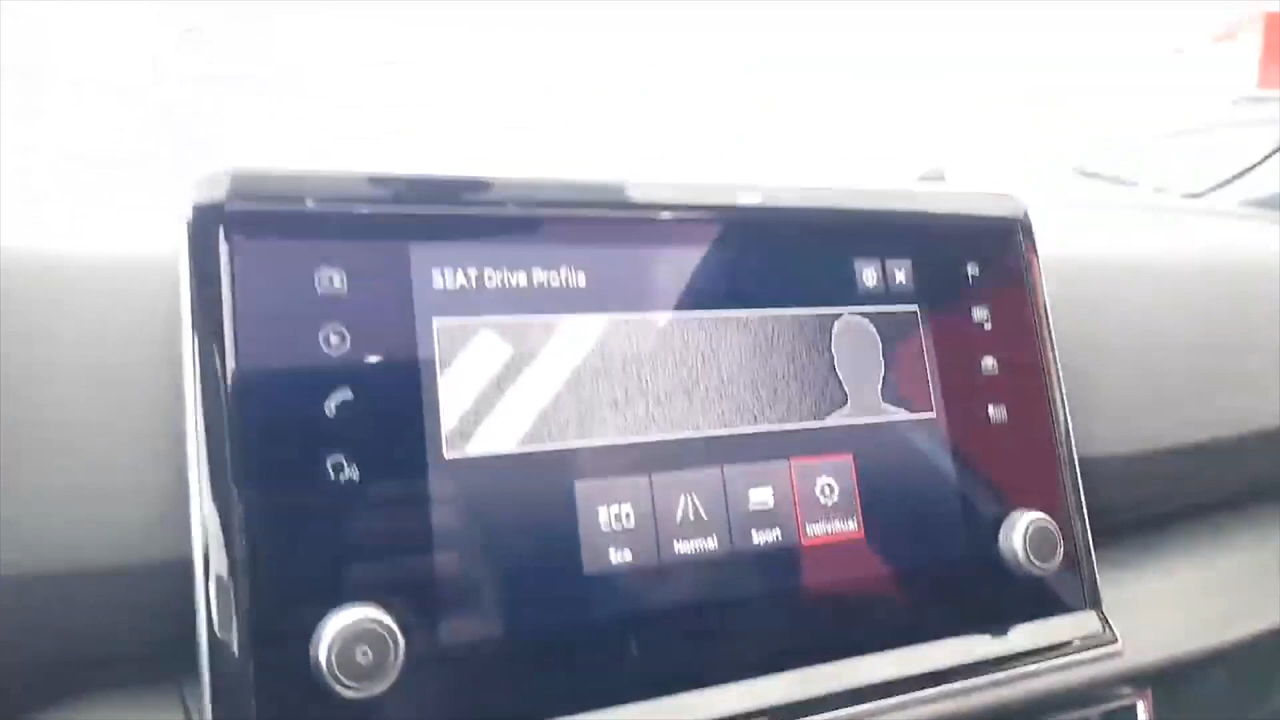 SEAT Drive Profile
ECO
Eco
Normal
Sport
Individual